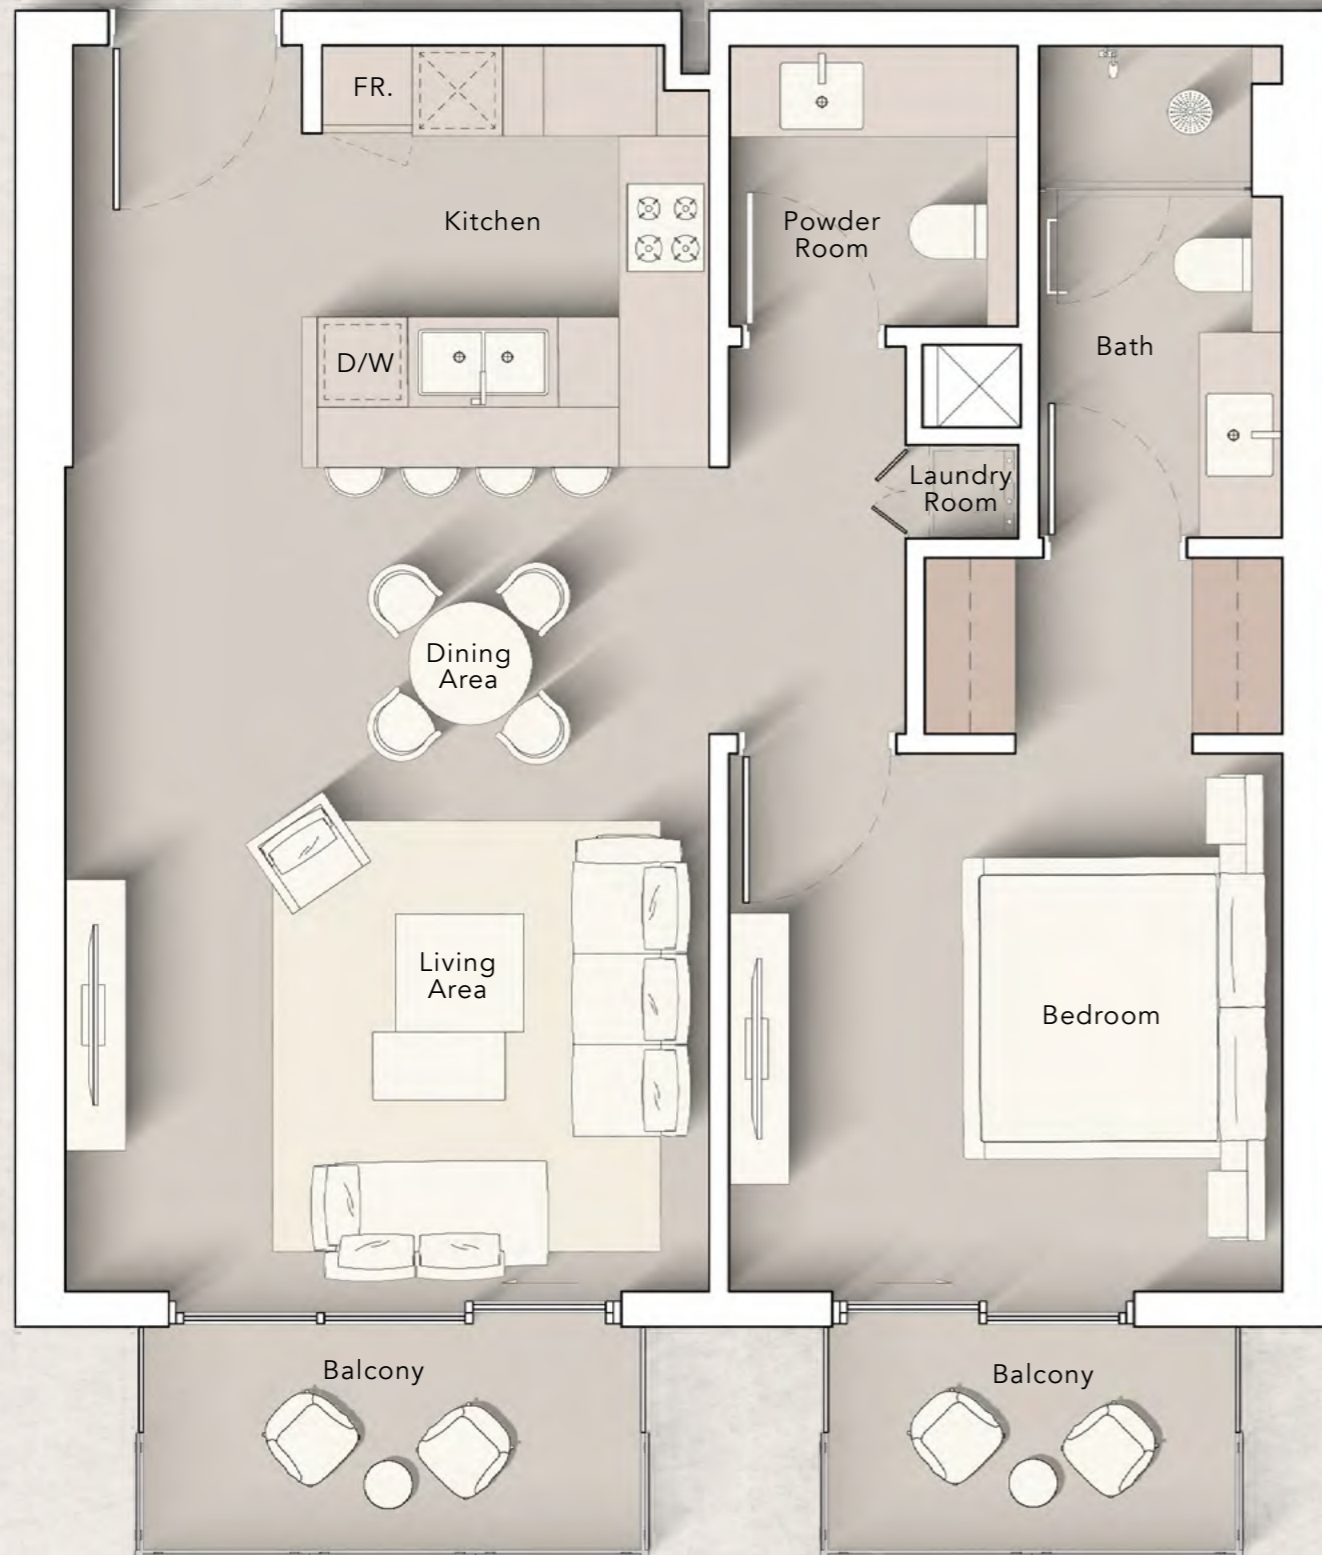 FR.
Kitchen
Powder
Room
Bath
D/W
Laundry
Room
Dining
Area
Living
Area
Bedroom
Balcony
Balcony